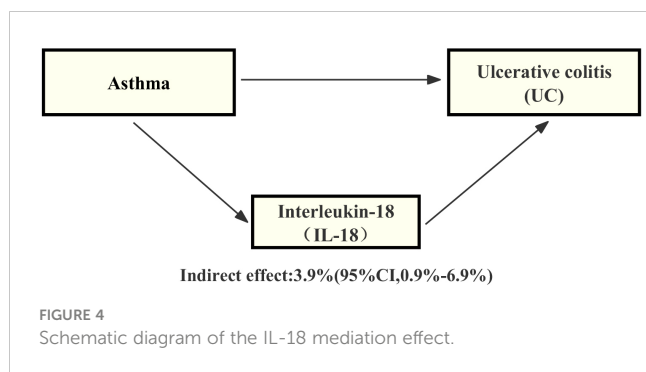 Asthma
Ulcerative colitis
(UC)
Interleukin-18
（IL-18）
Indirect effect:3.9%(95%CI,0.9%-6.9%)
FIGURE 4
Schematic diagram of the IL-18 mediation effect.